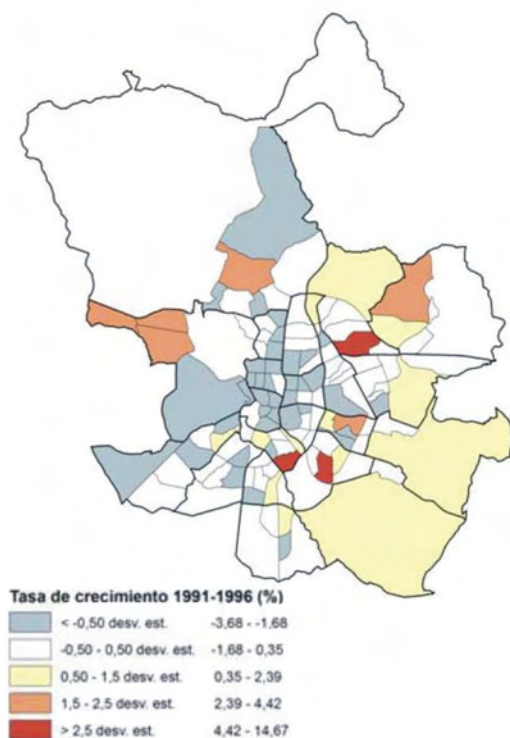 Tasa de crecimiento 1991-1996 (%)
< -0,50 desv. est. -3,68 - -1,68
-0,50 - 0,50 desv. est. -1,68 - 0,35
0,50 - 1,5 desv. est. 0,35 - 2,39
1,5 - 2,5 desv. est. 2,39 - 4,42
> 2,5 desv. est. 4,42 - 14,67